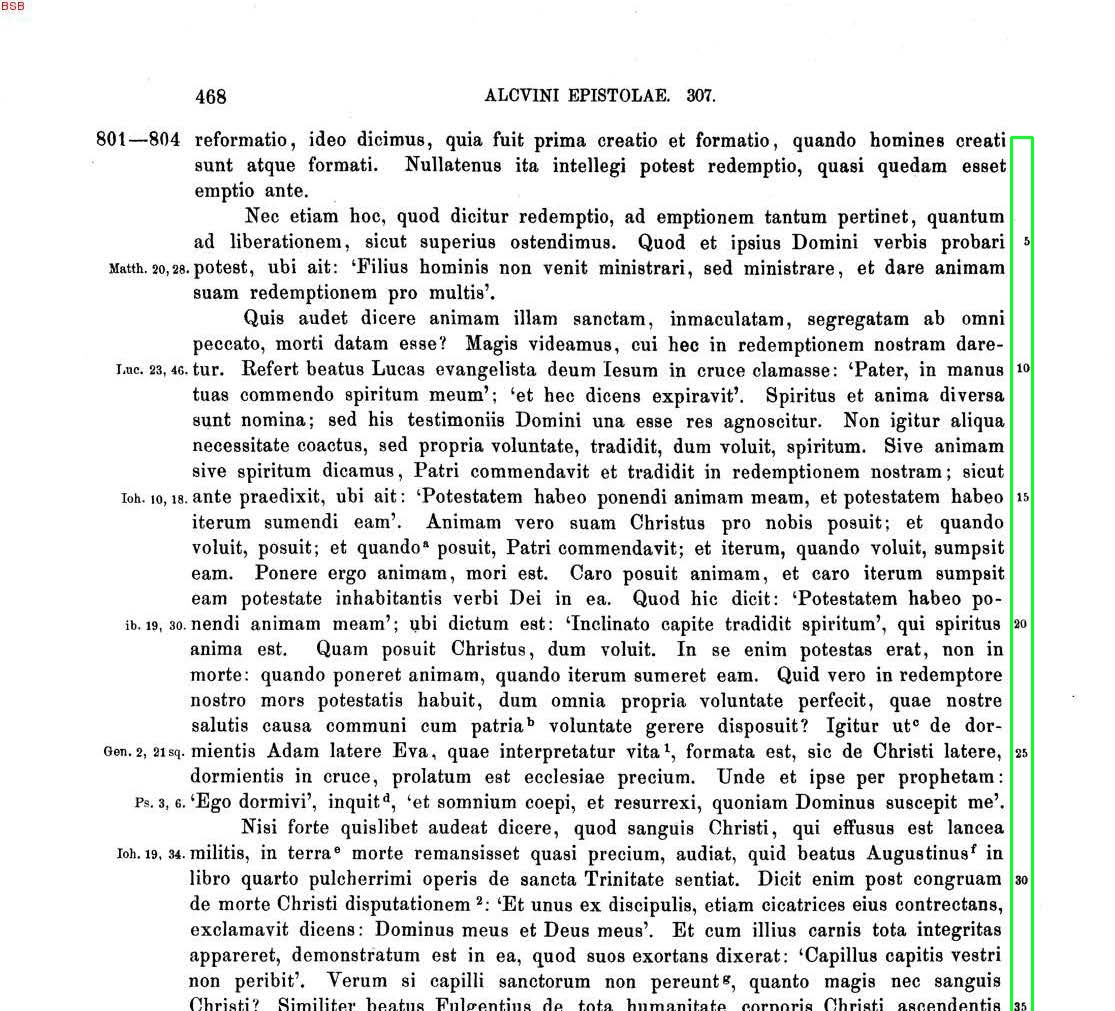 BSB
468 ALCVINI EPISTOLAE. 307.
801—804 reformatio, ideo dicimus, quia fuit prima creatio et formatio, quando homines creati
sunt atque formati. Nullatenus ita intellegi potest redemptio, quasi quedam esset
emptio ante.
Nec etiam hoc, quod dicitur redemptio, ad emptionem tantum pertinet, quantum
ad liberationem, sicut superius ostendimus. Quod et ipsius Domini verbis probari 5
Matth. 20, 28. potest, ubi ait: ‘Filius hominis non venit ministrari, sed ministrare, et dare animam
suam redemptionem pro multis’.
Quis audet dicere animam illam sanctam, inmaculatam, segregatam ab omni
peccato, morti datam esse? Magis videamus, cui hec in redemptionem nostram dare-
Luc. 23, 46. tur. Refert beatus Lucas evangelista deum Iesum in cruce clamasse: ‘Pater, in manus 10
tuas commendo spiritum meum’; ‘et hec dicens expiravit’. Spiritus et anima diversa
sunt nomina; sed his testimoniis Domini una esse res agnoscitur. Non igitur aliqua
necessitate coactus, sed propria voluntate, tradidit, dum voluit, spiritum. Sive animam
sive spiritum dicamus, Patri commendavit et tradidit in redemptionem nostram; sicut
Ioh. 10, 18. ante praedixit, ubi ait: ‘Potestatem habeo ponendi animam meam, et potestatem habeo 15
iterum sumendi eam’. Animam vero suam Christus pro nobis posuit; et quando
voluit, posuit; et quandoᵃ posuit, Patri commendavit; et iterum, quando voluit, sumpsit
eam. Ponere ergo animam, mori est. Caro posuit animam, et caro iterum sumpsit
eam potestate inhabitantis verbi Dei in ea. Quod hic dicit: ‘Potestatem habeo po-
ib. 19, 30. nendi animam meam’; ubi dictum est: ‘Inclinato capite tradidit spiritum’, qui spiritus 20
anima est. Quam posuit Christus, dum voluit. In se enim potestas erat, non in
morte: quando poneret animam, quando iterum sumeret eam. Quid vero in redemptore
nostro mors potestatis habuit, dum omnia propria voluntate perfecit, quae nostre
salutis causa communi cum patriaᵇ voluntate gerere disposuit? Igitur utᶜ de dor-
Gen. 2, 21 sq. mientis Adam latere Eva, quae interpretatur vita¹, formata est, sic de Christi latere, 25
dormientis in cruce, prolatum est ecclesiae precium. Unde et ipse per prophetam:
Ps. 3, 6. ‘Ego dormivi’, inquitᵈ, ‘et somnium coepi, et resurrexi, quoniam Dominus suscepit me’.
Nisi forte quislibet audeat dicere, quod sanguis Christi, qui effusus est lancea
Ioh. 19, 34. militis, in terraᵉ morte remansisset quasi precium, audiat, quid beatus Augustinusᶠ in
libro quarto pulcherrimi operis de sancta Trinitate sentiat. Dicit enim post congruam 30
de morte Christi disputationem ²: ‘Et unus ex discipulis, etiam cicatrices eius contrectans,
exclamavit dicens: Dominus meus et Deus meus’. Et cum illius carnis tota integritas
appareret, demonstratum est in ea, quod suos exortans dixerat: ‘Capillus capitis vestri
non peribit’. Verum si capilli sanctorum non pereuntᵍ, quanto magis nec sanguis
Christi? Similiter beatus Fulgentius de tota humanitate corporis Christi ascendentis 35